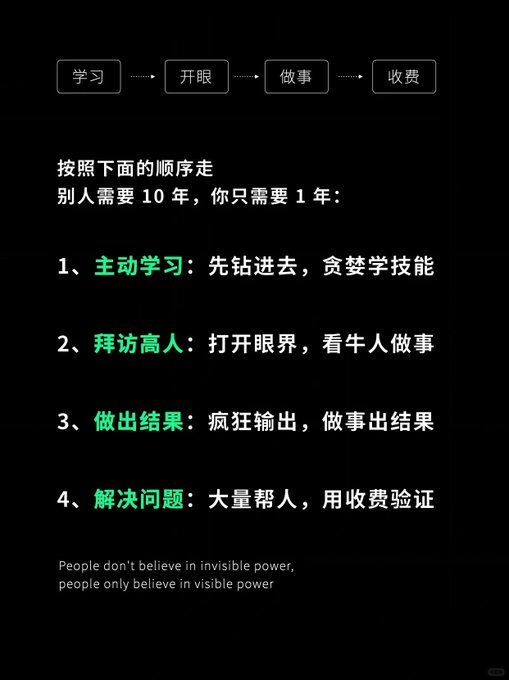 学习
开眼
做事
收费
按照下面的顺序走
别人需要 10 年，你只需要 1 年：
1、主动学习：先钻进去，贪婪学技能
2、拜访高人：打开眼界，看牛人做事
3、做出结果：疯狂输出，做事出结果
4、解决问题：大量帮人，用收费验证
People don't believe in invisible power,
people only believe in visible power